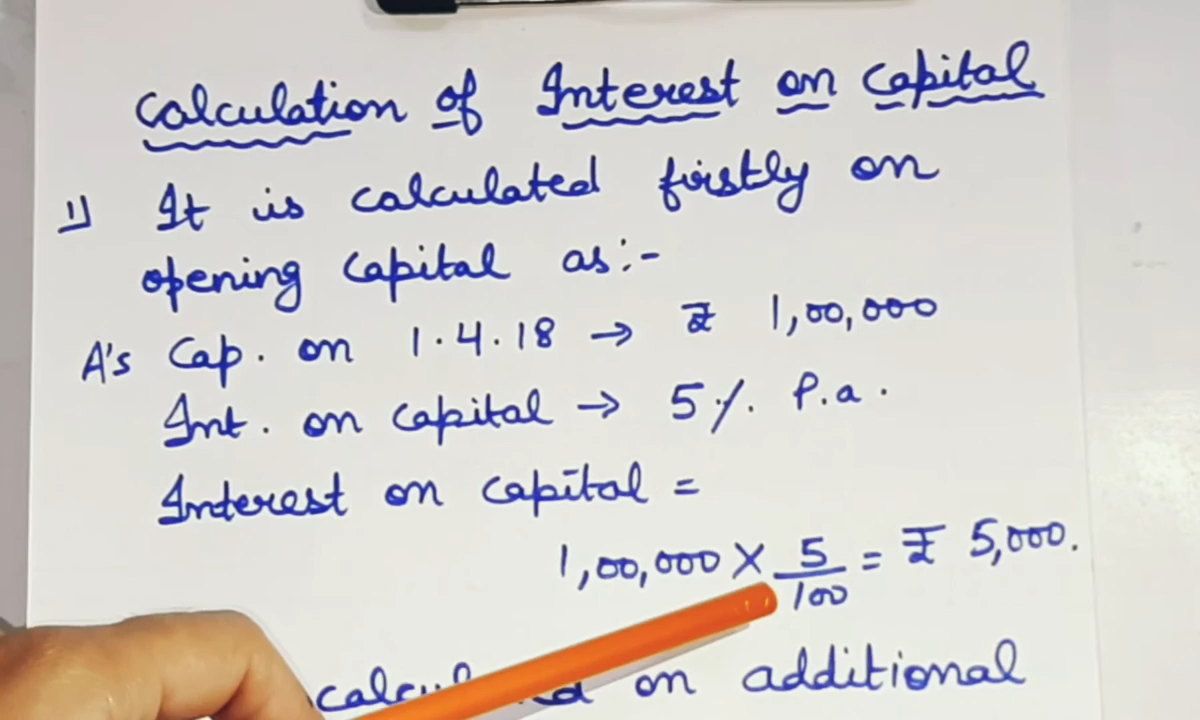 Calculation of Interest on Capital
1) It is calculated firstly on
opening capital as:-
A's Cap. on 1.4.18 → ₹ 1,00,000
Int. on capital → 5%. P.a.
Interest on capital =
1,00,000 × 5/100 = ₹ 5,000.
on additional